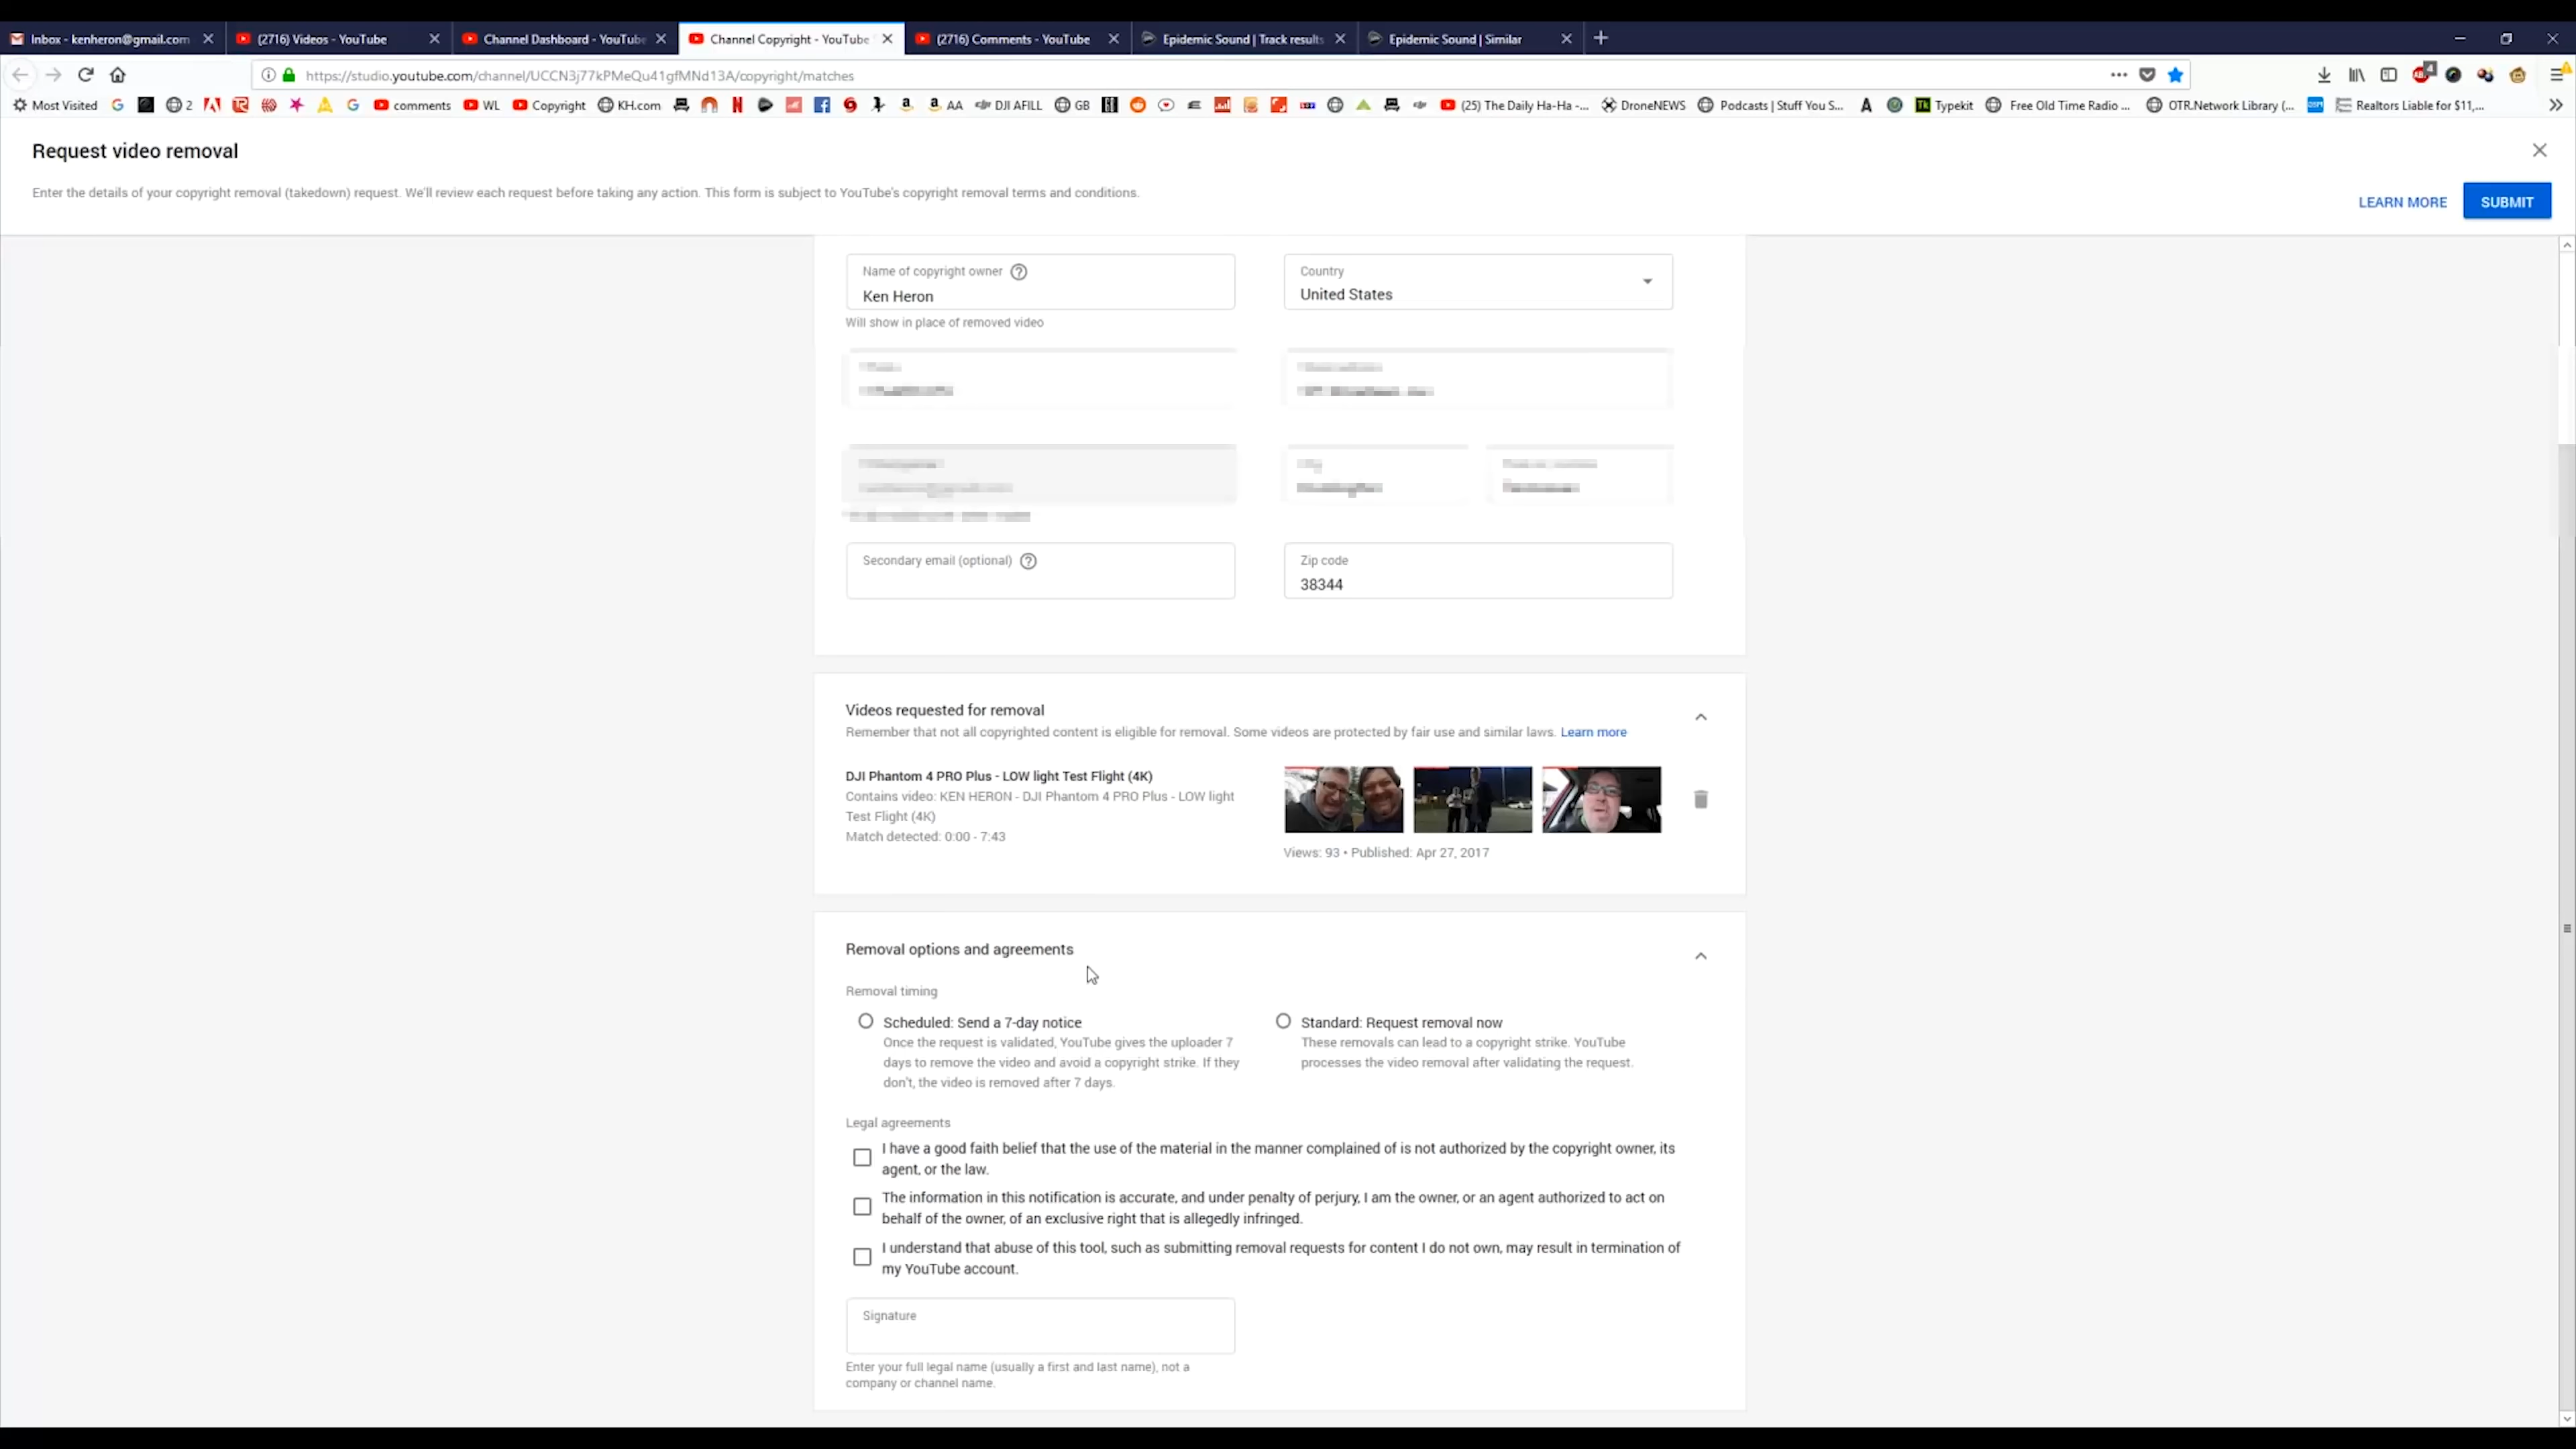 Inbox - kenheron@gmail.com
(2716) Videos - YouTube
Channel Dashboard - YouTube
Channel Copyright - YouTube
(2716) Comments - YouTube
Epidemic Sound | Track results
Epidemic Sound | Similar
https://studio.youtube.com/channel/UCCN3j77kPMeQu41gfMNd13A/copyright/matches
Most Visited
comments
WL
Copyright
KH.com
AA
DJI AFILL
GB
(25) The Daily Ha-Ha -...
DroneNEWS
Podcasts | Stuff You S...
Typekit
Free Old Time Radio ...
OTR.Network Library (...
Realtors Liable for $11,...
Request video removal
Enter the details of your copyright removal (takedown) request. We'll review each request before taking any action. This form is subject to YouTube's copyright removal terms and conditions.
LEARN MORE
SUBMIT
Name of copyright owner
Ken Heron
Will show in place of removed video
Country
United States
Secondary email (optional)
Zip code
38344
Videos requested for removal
Remember that not all copyrighted content is eligible for removal. Some videos are protected by fair use and similar laws. Learn more
DJI Phantom 4 PRO Plus - LOW light Test Flight (4K)
Contains video: KEN HERON - DJI Phantom 4 PRO Plus - LOW light
Test Flight (4K)
Match detected: 0:00 - 7:43
Views: 93 • Published: Apr 27, 2017
Removal options and agreements
Removal timing
Scheduled: Send a 7-day notice
Once the request is validated, YouTube gives the uploader 7
days to remove the video and avoid a copyright strike. If they
don't, the video is removed after 7 days.
Standard: Request removal now
These removals can lead to a copyright strike. YouTube
processes the video removal after validating the request.
Legal agreements
I have a good faith belief that the use of the material in the manner complained of is not authorized by the copyright owner, its
agent, or the law.
The information in this notification is accurate, and under penalty of perjury, I am the owner, or an agent authorized to act on
behalf of the owner, of an exclusive right that is allegedly infringed.
I understand that abuse of this tool, such as submitting removal requests for content I do not own, may result in termination of
my YouTube account.
Signature
Enter your full legal name (usually a first and last name), not a
company or channel name.